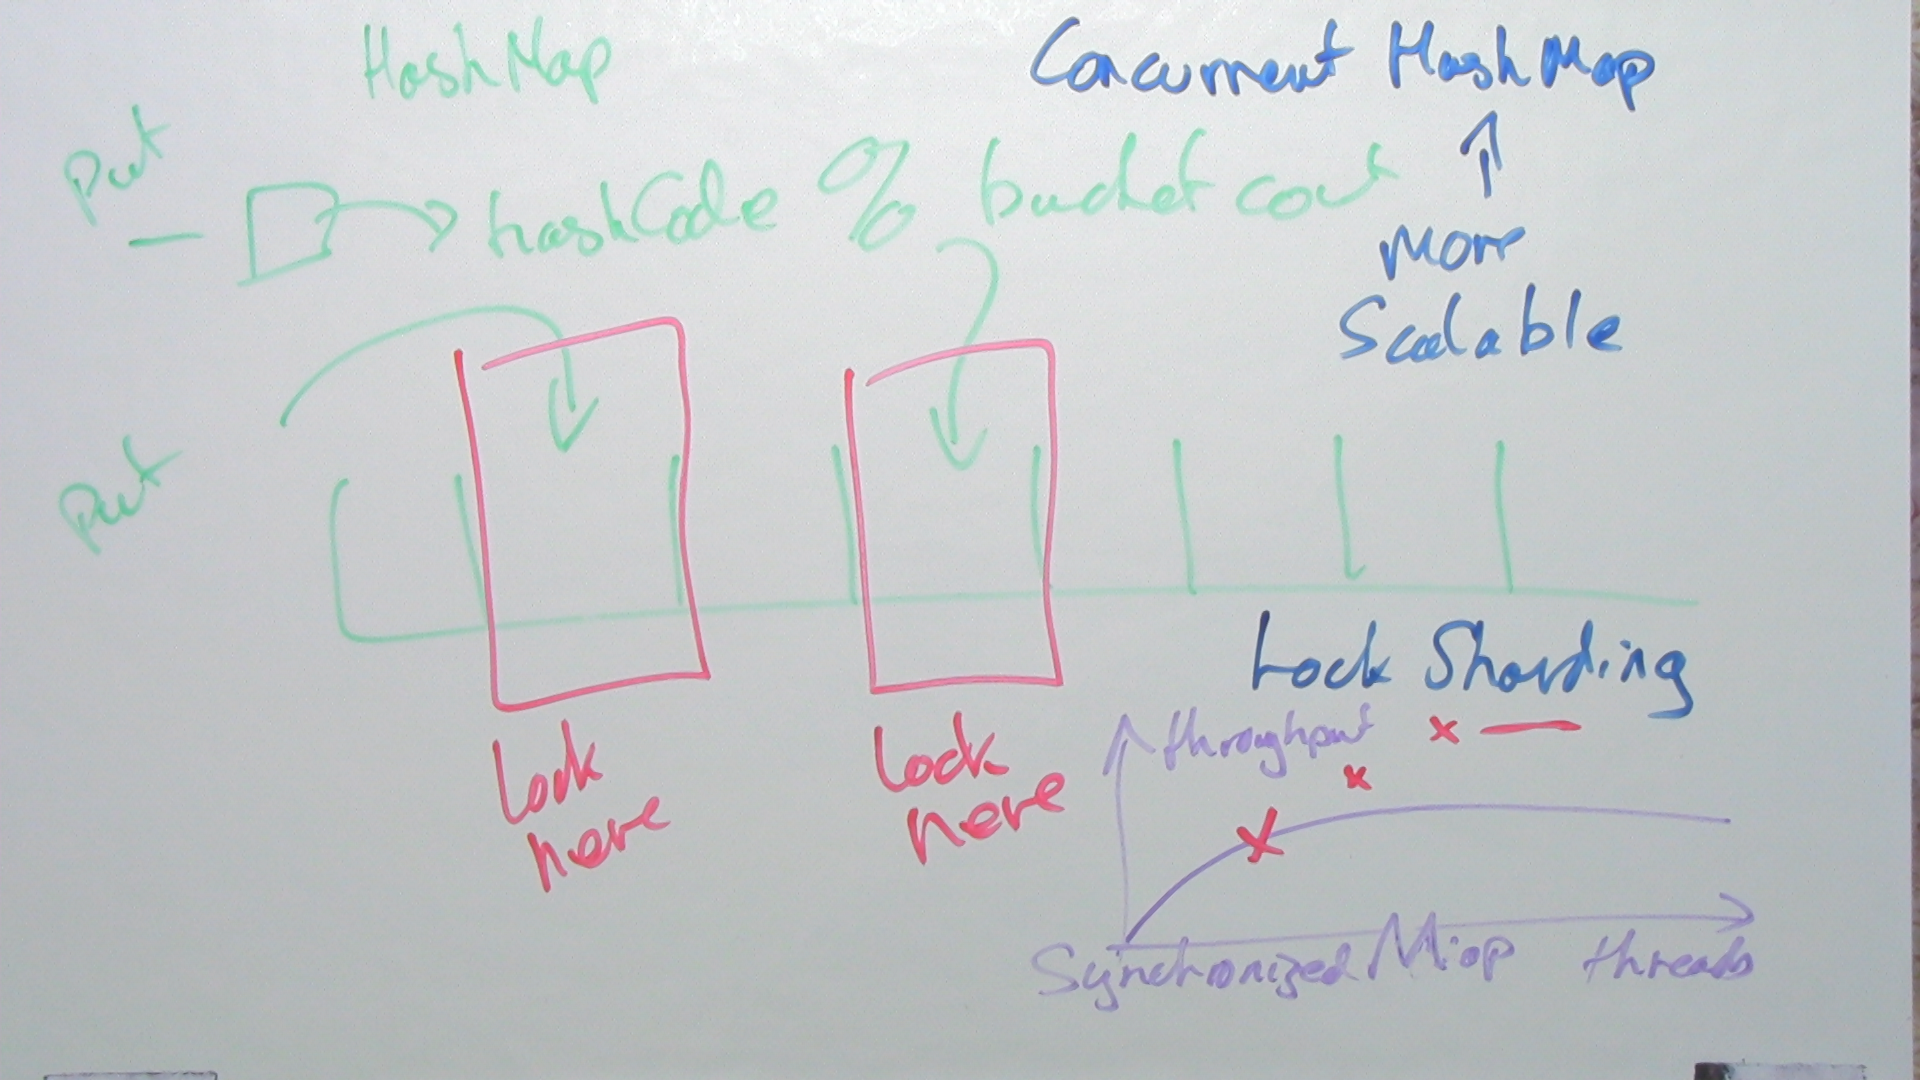 HashMap
Concurrent HashMap
Put
hashCode % bucket cout
More
Scalable
Put
Lock Sharding
Lock
here
Lock
here
throughput
Synchronized Map
threads